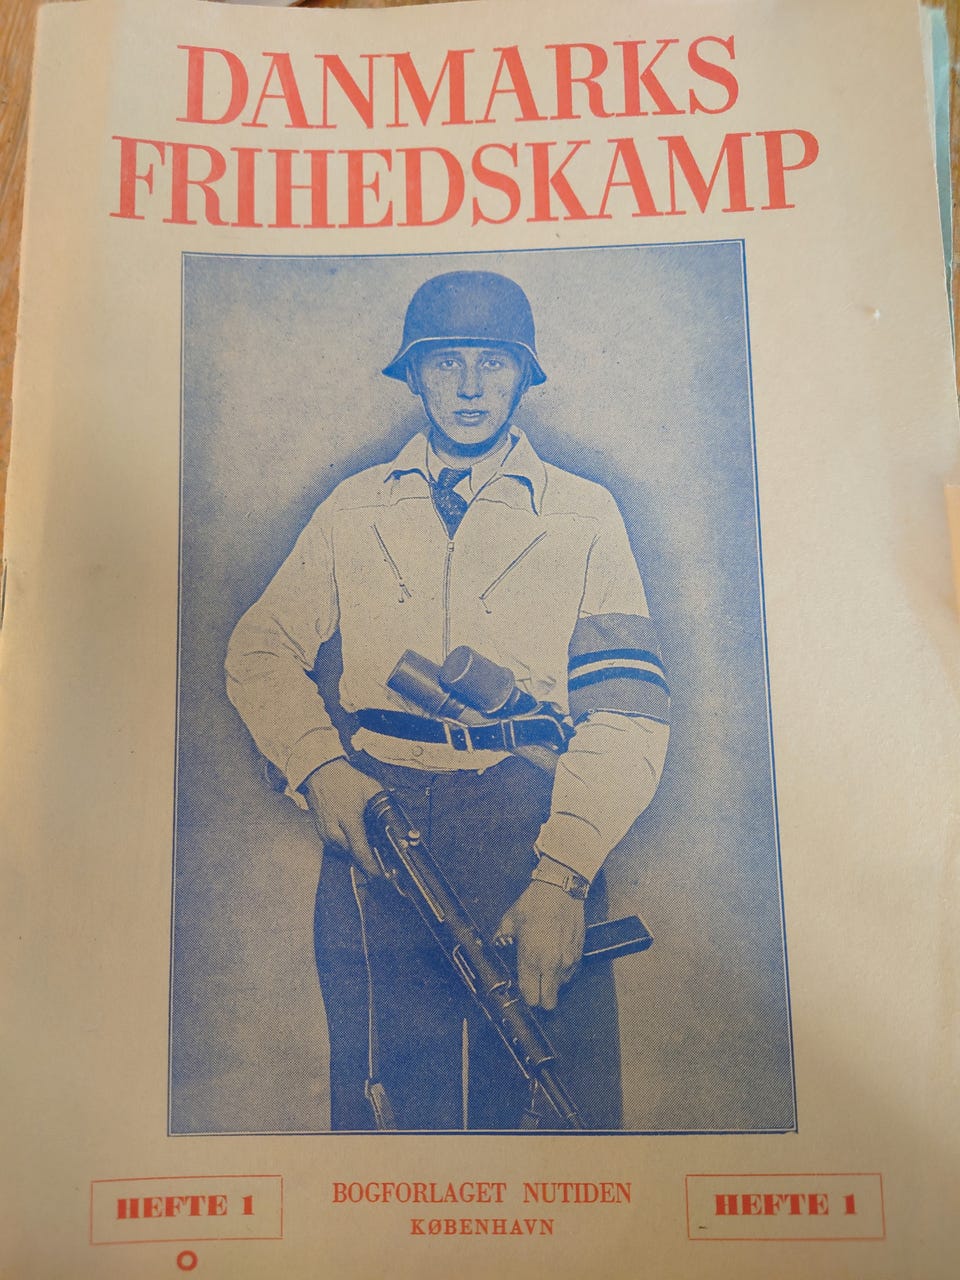 DANMARKS
FRIHEDSKAMP
HEFTE 1
BOGFORLAGET NUTIDEN
KØBENHAVN
HEFTE 1